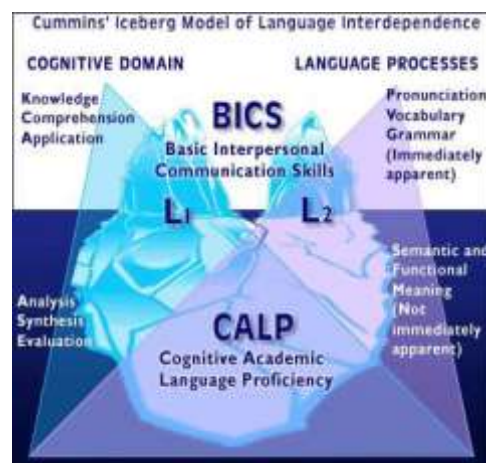 Cummins' Iceberg Model of Language Interdependence
COGNITIVE DOMAIN
LANGUAGE PROCESSES
Knowledge
Comprehension
Application
BICS
Basic Interpersonal
Communication Skills
Pronunciation
Vocabulary
Grammar
(Immediately
apparent)
L1
L2
Analysis
Synthesis
Evaluation
CALP
Cognitive Academic
Language Proficiency
Semantic and
Functional
Meaning
(Not
immediately
apparent)